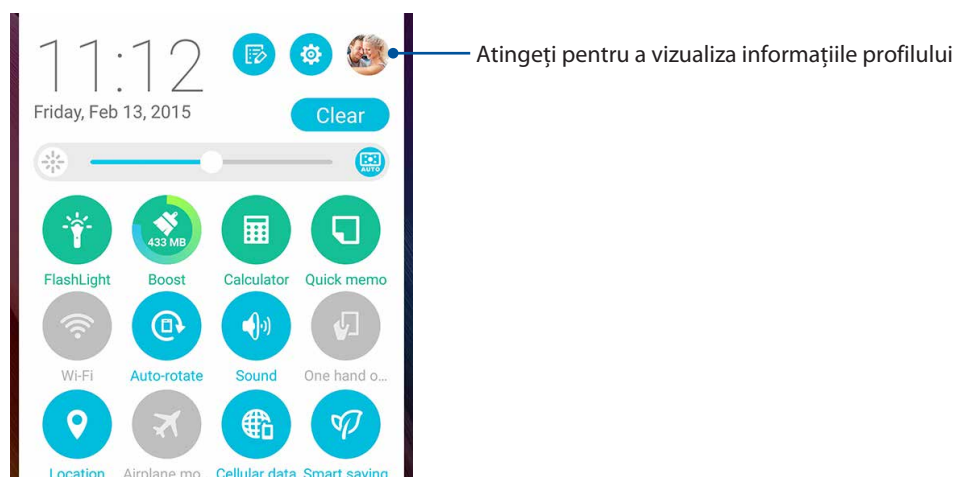 11:12
Atingeți pentru a vizualiza informațiile profilului
Friday, Feb 13, 2015
Clear
AUTO
433 MB
FlashLight Boost Calculator Quick memo
Wi-Fi Auto-rotate Sound One hand o...
Location Airplane mo... Cellular data Smart saving